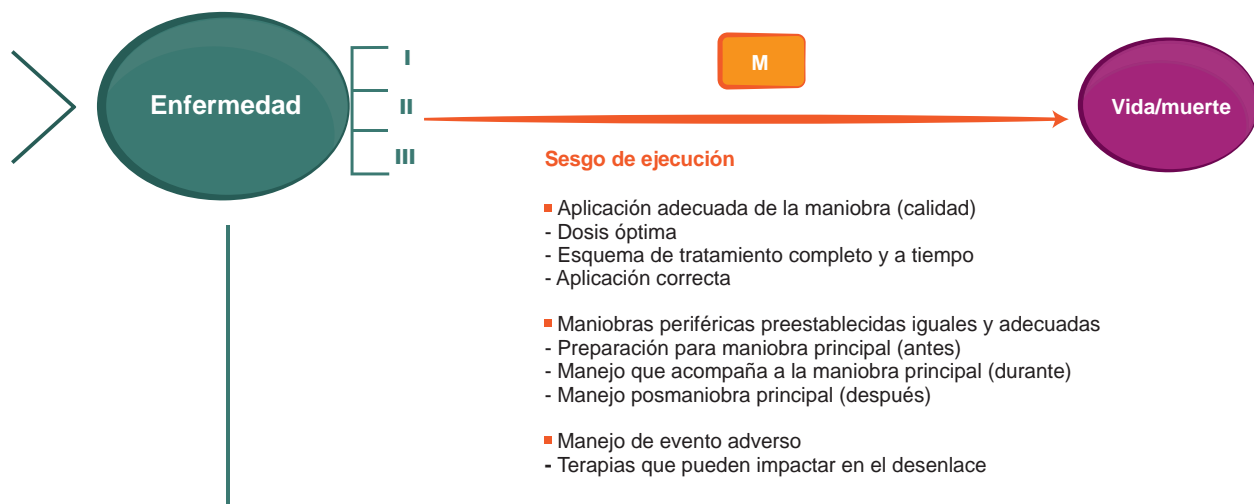 Enfermedad
I
II
III
M
Vida/muerte
Sesgo de ejecución
Aplicación adecuada de la maniobra (calidad)
- Dosis óptima
- Esquema de tratamiento completo y a tiempo
- Aplicación correcta
Maniobras periféricas preestablecidas iguales y adecuadas
- Preparación para maniobra principal (antes)
- Manejo que acompaña a la maniobra principal (durante)
- Manejo posmaniobra principal (después)
Manejo de evento adverso
- Terapias que pueden impactar en el desenlace